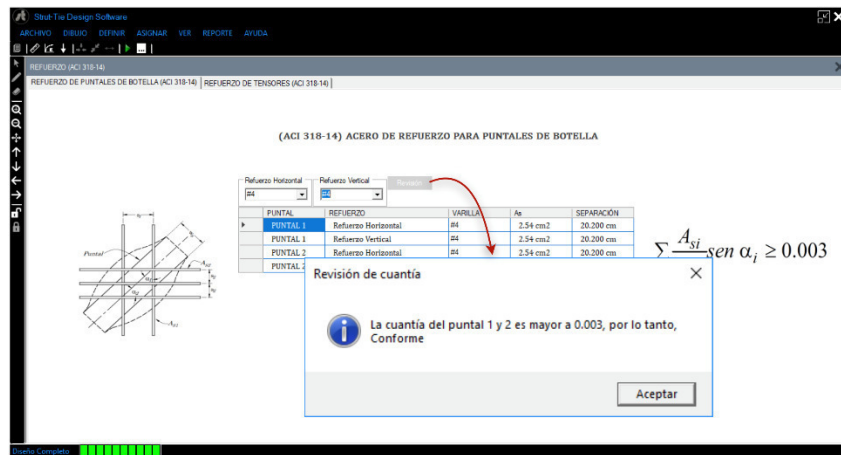 Strut-Tie Design Software
ARCHIVO DIBUJO DEFINIR ASIGNAR VER REPORTE AYUDA
REFUERZO (ACI 318-14)
REFUERZO DE PUNTALES DE BOTELLA (ACI 318-14) REFUERZO DE TENSORES (ACI 318-14)
(ACI 318-14) ACERO DE REFUERZO PARA PUNTALES DE BOTELLA
Refuerzo Horizontal Refuerzo Vertical
#4 #4 Revisión
PUNTAL REFUERZO VARILLA As SEPARACIÓN
PUNTAL 1 Refuerzo Horizontal #4 2.54 cm2 20.200 cm
PUNTAL 1 Refuerzo Vertical #4 2.54 cm2 20.200 cm
PUNTAL 2 Refuerzo Horizontal #4 2.54 cm2 20.200 cm
PUNTAL 2
Puntal
∑ A_si sen α_i ≥ 0.003
Revisión de cuantía
La cuantía del puntal 1 y 2 es mayor a 0.003, por lo tanto,
Conforme
Aceptar
Diseño Completo